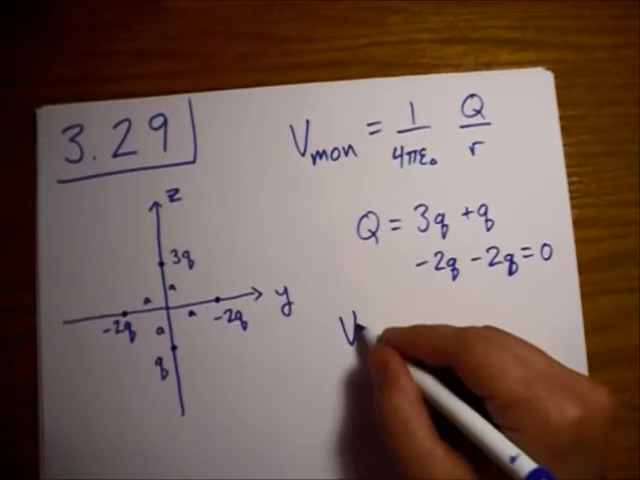 3.29
V_mon = 1/4πε₀ Q/r
Q = 3q + q
-2q - 2q = 0
V
z
3q
a
a
y
a
-2q
-2q
a
q